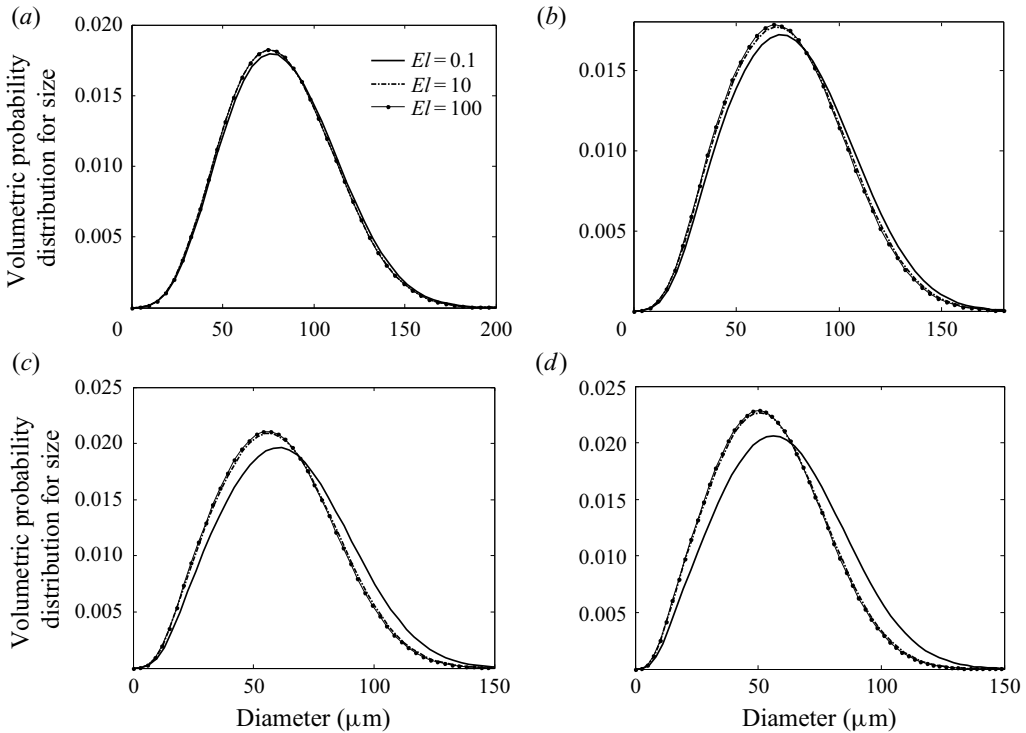 (a)
(b)
Volumetric probability
distribution for size
0.020
0.015
0.010
0.005
0
50
100
150
200
El = 0.1
El = 10
El = 100
0.015
0.010
0.005
0
50
100
150
(c)
(d)
Volumetric probability
distribution for size
0.025
0.020
0.015
0.010
0.005
0
50
100
150
Diameter (μm)
0.025
0.020
0.015
0.010
0.005
0
50
100
150
Diameter (μm)